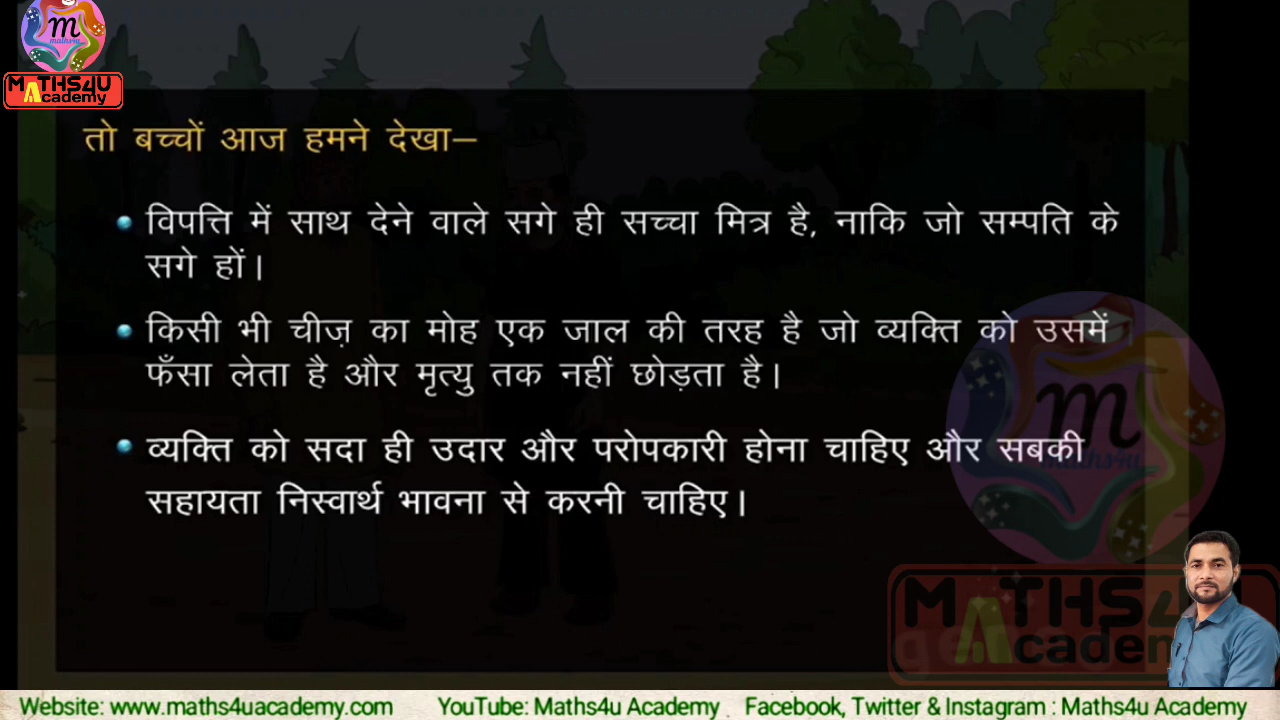 m
maths4u
MATHS4U
Academy
तो बच्चों आज हमने देखा–
विपत्ति में साथ देने वाले सगे ही सच्चा मित्र है, नाकि जो सम्पति के
सगे हों।
किसी भी चीज़ का मोह एक जाल की तरह है जो व्यक्ति को उसमें
फँसा लेता है और मृत्यु तक नहीं छोड़ता है।
व्यक्ति को सदा ही उदार और परोपकारी होना चाहिए और सबकी
सहायता निस्वार्थ भावना से करनी चाहिए।
m
maths4u
MATHS4U
Academy
Website: www.maths4uacademy.com YouTube: Maths4u Academy Facebook, Twitter & Instagram : Maths4u Academy